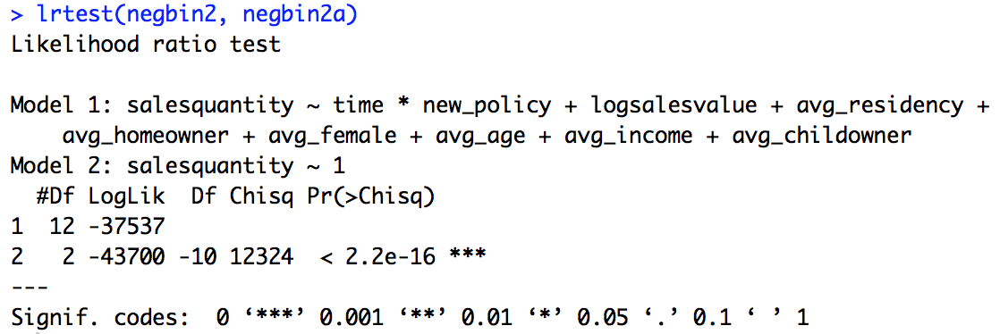 > lrtest(negbin2, negbin2a)
Likelihood ratio test
Model 1: salesquantity ~ time * new_policy + logsalesvalue + avg_residency +
    avg_homeowner + avg_female + avg_age + avg_income + avg_childowner
Model 2: salesquantity ~ 1
  #Df LogLik  Df Chisq Pr(>Chisq)
1  12 -37537
2   2 -43700 -10 12324  < 2.2e-16 ***
---
Signif. codes:  0 ‘***’ 0.001 ‘**’ 0.01 ‘*’ 0.05 ‘.’ 0.1 ‘ ’ 1